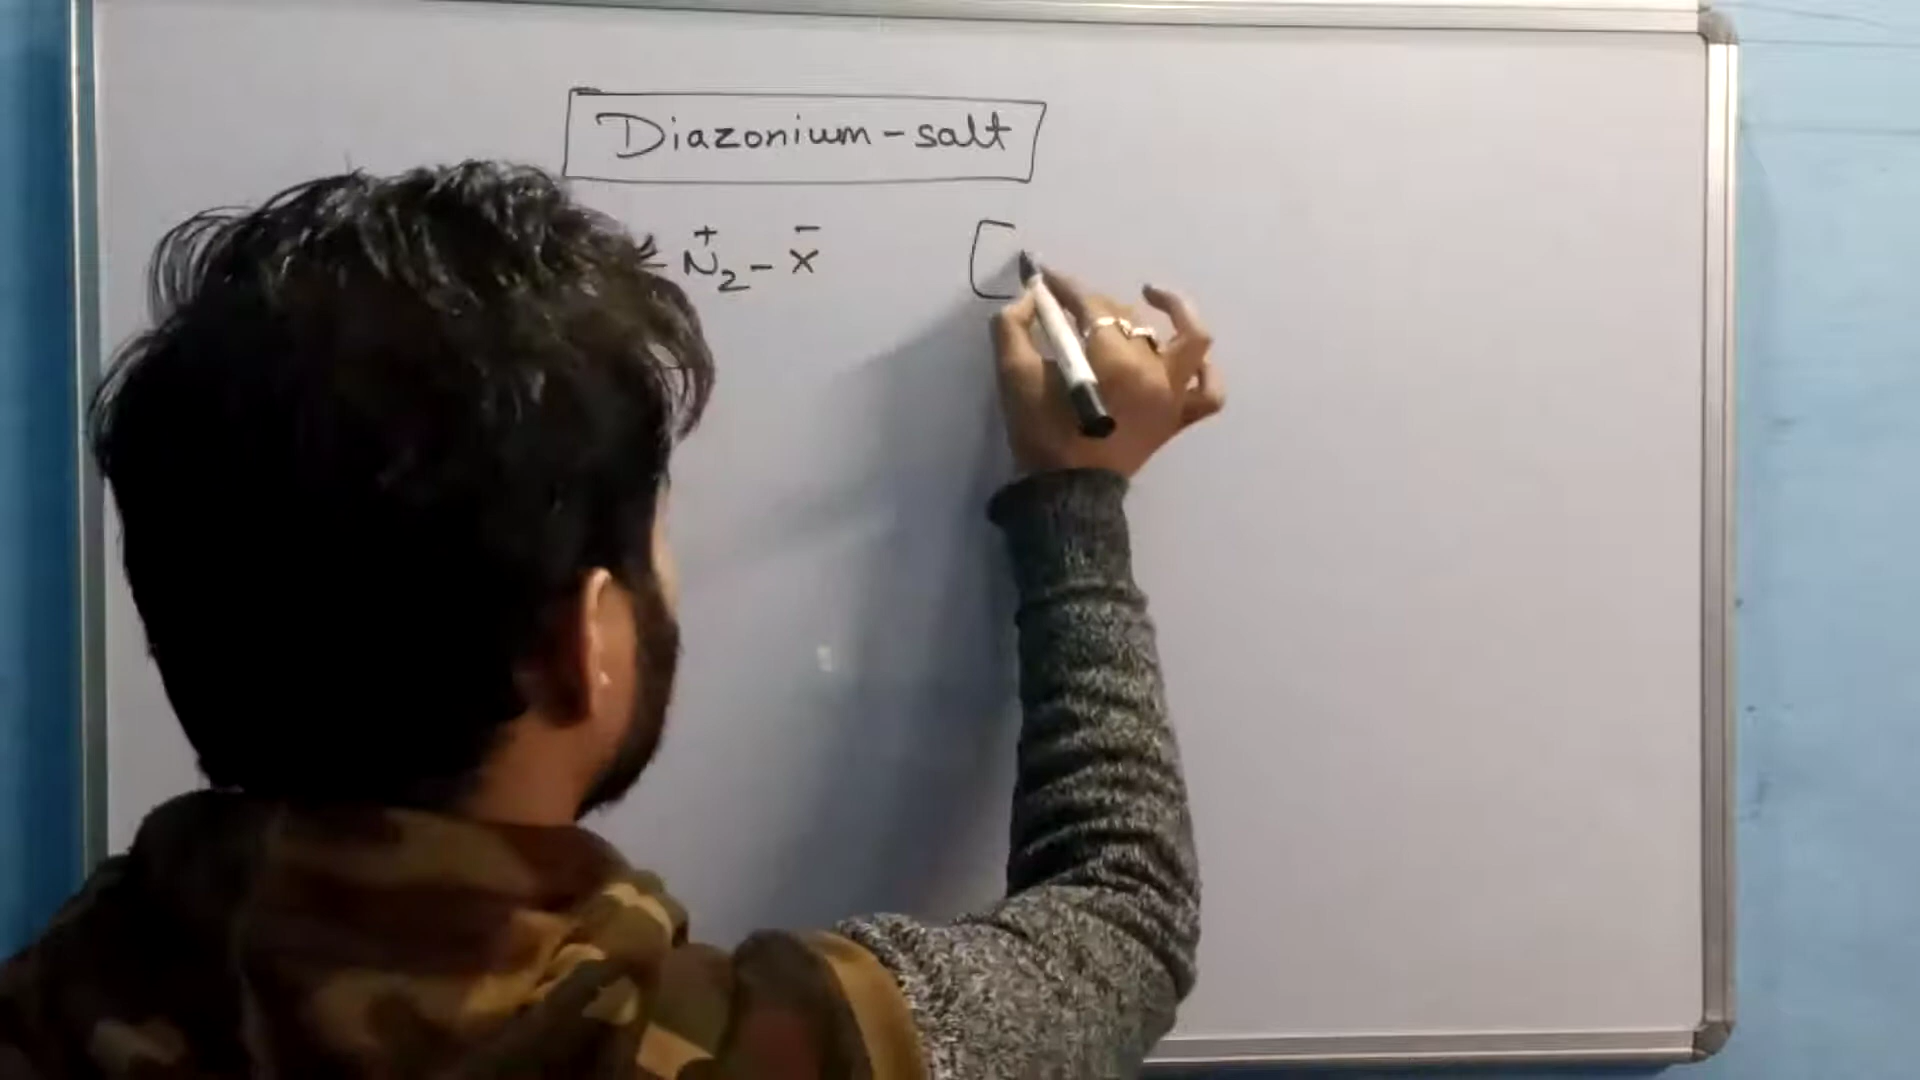 Diazonium-salt
N₂⁺ - X⁻